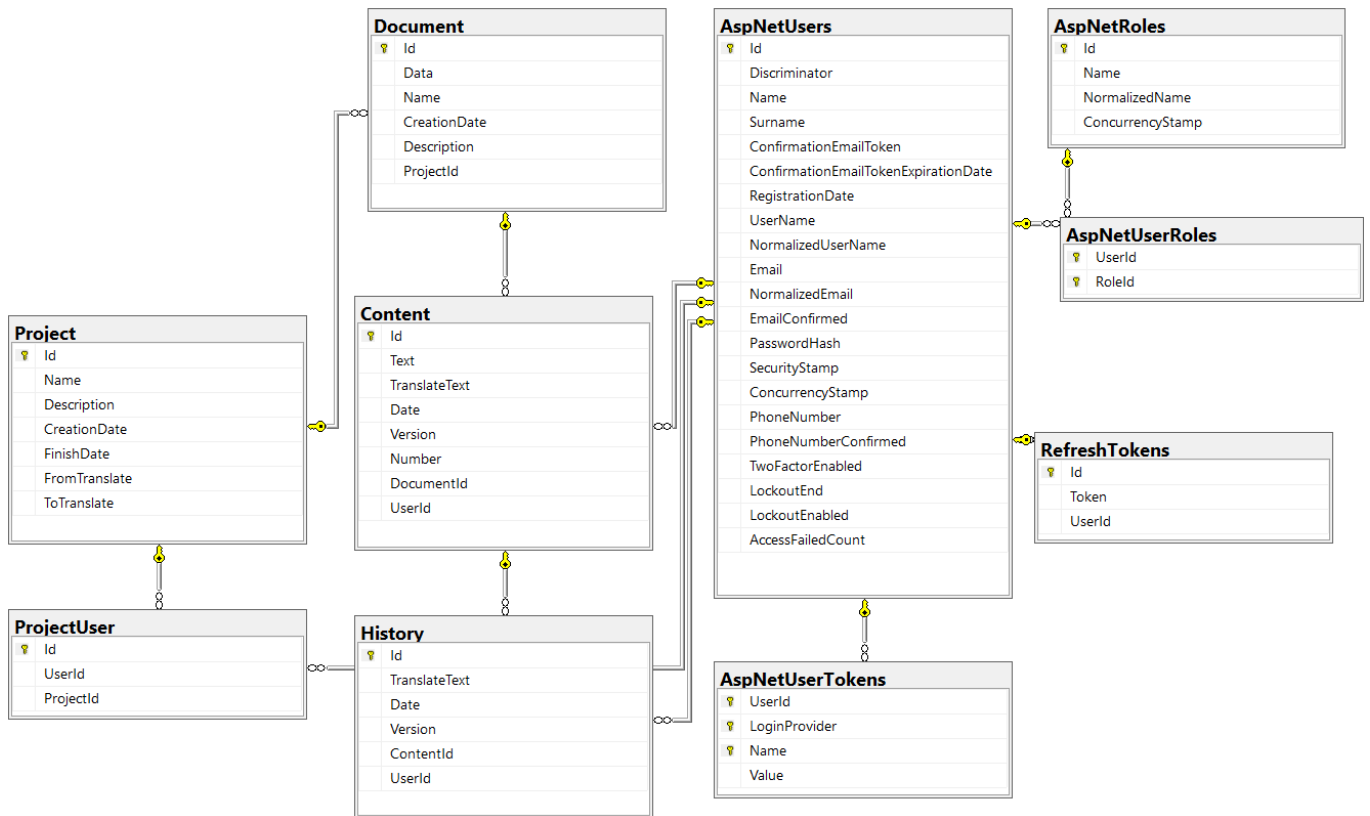 Document
Id
Data
Name
CreationDate
Description
ProjectId
AspNetUsers
Id
Discriminator
Name
Surname
ConfirmationEmailToken
ConfirmationEmailTokenExpirationDate
RegistrationDate
UserName
NormalizedUserName
Email
NormalizedEmail
EmailConfirmed
PasswordHash
SecurityStamp
ConcurrencyStamp
PhoneNumber
PhoneNumberConfirmed
TwoFactorEnabled
LockoutEnd
LockoutEnabled
AccessFailedCount
AspNetRoles
Id
Name
NormalizedName
ConcurrencyStamp
AspNetUserRoles
UserId
RoleId
Content
Id
Text
TranslateText
Date
Version
Number
DocumentId
UserId
Project
Id
Name
Description
CreationDate
FinishDate
FromTranslate
ToTranslate
RefreshTokens
Id
Token
UserId
ProjectUser
Id
UserId
ProjectId
History
Id
TranslateText
Date
Version
ContentId
UserId
AspNetUserTokens
UserId
LoginProvider
Name
Value